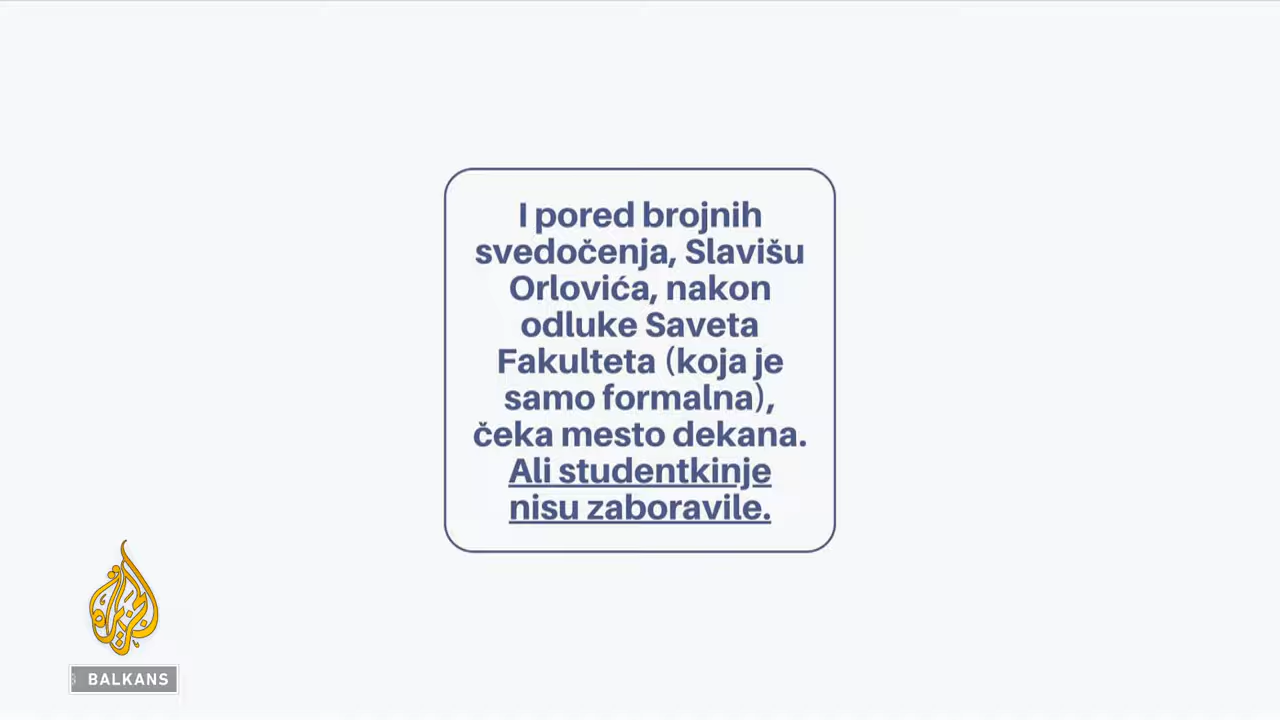 I pored brojnih
svedočenja, Slavišu
Orlovića, nakon
odluke Saveta
Fakulteta (koja je
samo formalna),
čeka mesto dekana.
Ali studentkinje
nisu zaboravile.
BALKANS